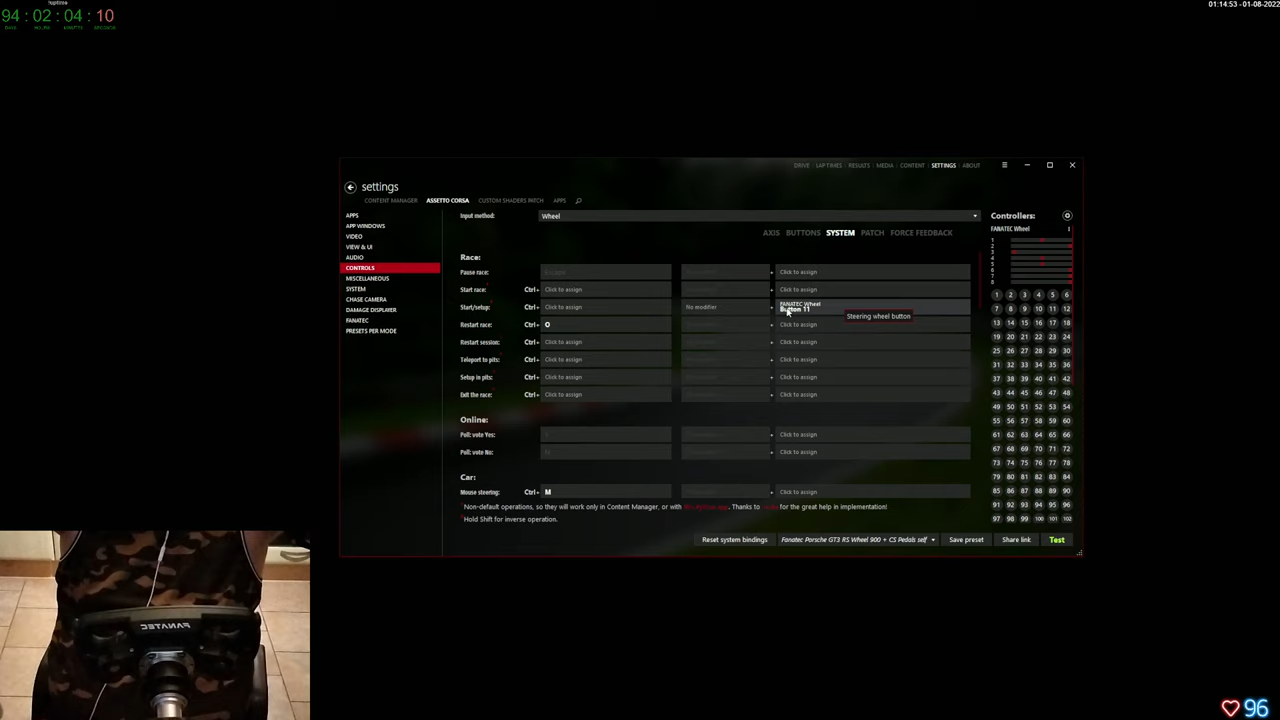 94:02:04:10
01:14:53 - 01-08-2022
DRIVE LAP TIMES RESULTS MEDIA CONTENT SETTINGS ABOUT
settings
CONTENT MANAGER ASSETTO CORSA CUSTOM SHADERS PATCH APPS
APPS
APP WINDOWS
VIDEO
VIEW & UI
AUDIO
CONTROLS
MISCELLANEOUS
SYSTEM
CHASE CAMERA
DAMAGE DISPLAYER
FANATEC
PRESETS PER MODE
Input method: Wheel
AXIS BUTTONS SYSTEM PATCH FORCE FEEDBACK
Race:
Pause race: Escape Click to assign
Start race: Ctrl+ Click to assign + Click to assign
Start/setup: Ctrl+ Click to assign No modifier + FANATEC Wheel
Button 11
Steering wheel button
Restart race: Ctrl+ O + Click to assign
Restart session: Ctrl+ Click to assign + Click to assign
Teleport to pits: Ctrl+ Click to assign + Click to assign
Setup in pits: Ctrl+ Click to assign + Click to assign
Exit the race: Ctrl+ Click to assign + Click to assign
Online:
Poll: vote Yes: Y + Click to assign
Poll: vote No: N + Click to assign
Car:
Mouse steering: Ctrl+ M + Click to assign
Non-default operations, so they will work only in Content Manager, or with . Thanks to for the great help in implementation!
Hold Shift for inverse operation.
Reset system bindings Fanatec Porsche GT3 RS Wheel 900 + CS Pedals self Save preset Share link Test
Controllers:
FANATEC Wheel
1
2
3
4
5
6
7
8
1 2 3 4 5 6
7 8 9 10 11 12
13 14 15 16 17 18
19 20 21 22 23 24
25 26 27 28 29 30
31 32 33 34 35 36
37 38 39 40 41 42
43 44 45 46 47 48
49 50 51 52 53 54
55 56 57 58 59 60
61 62 63 64 65 66
67 68 69 70 71 72
73 74 75 76 77 78
79 80 81 82 83 84
85 86 87 88 89 90
91 92 93 94 95 96
97 98 99 100 101 102
FANATEC
96